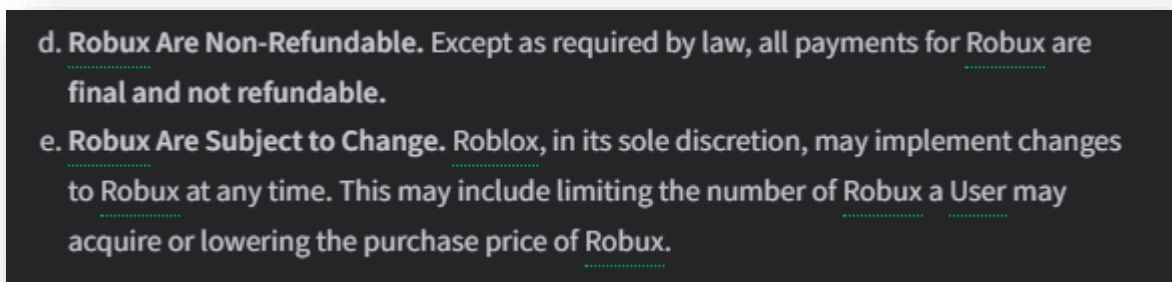 d. Robux Are Non-Refundable. Except as required by law, all payments for Robux are
final and not refundable.
e. Robux Are Subject to Change. Roblox, in its sole discretion, may implement changes
to Robux at any time. This may include limiting the number of Robux a User may
acquire or lowering the purchase price of Robux.